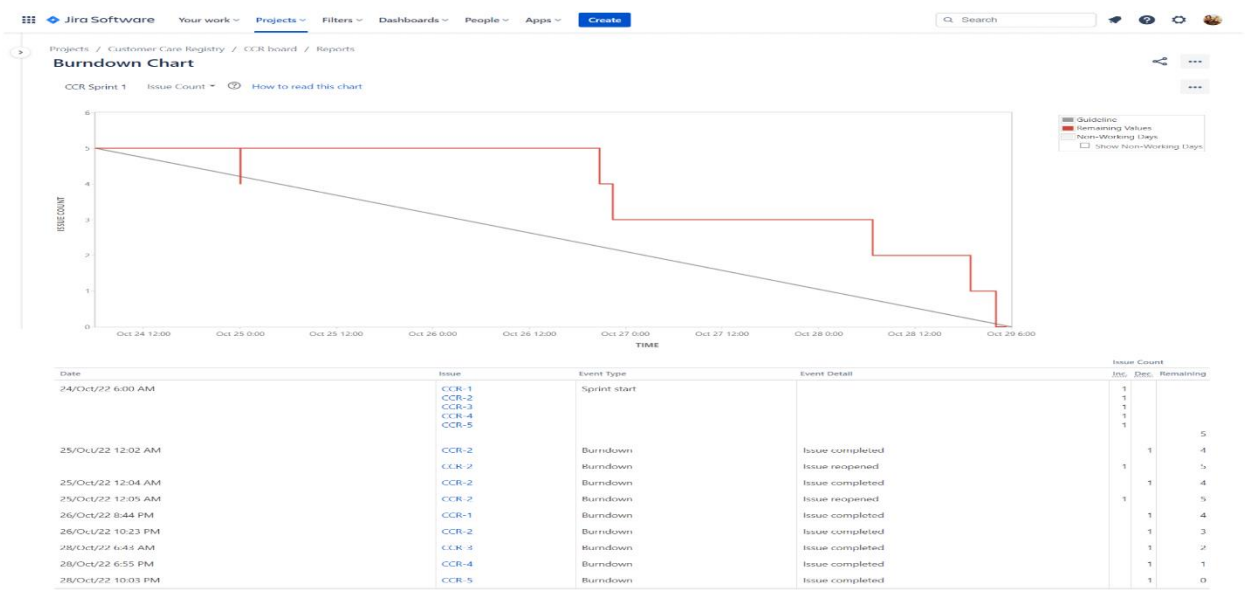 Jira Software Your work Projects Filters Dashboards People Apps Create Search
Projects / Customer Care Registry / CCR board / Reports
Burndown Chart
CCR Sprint 1 Issue Count How to read this chart
Guideline
Remaining Values
Non-Working Days
Show Non-Working Days
ISSUE COUNT
6
5
4
3
2
1
0
Oct 24 12:00 Oct 25 0:00 Oct 25 12:00 Oct 26 0:00 Oct 26 12:00 Oct 27 0:00 Oct 27 12:00 Oct 28 0:00 Oct 28 12:00 Oct 29 6:00
TIME
Issue Count
Date Issue Event Type Event Detail Inc. Dec. Remaining
24/Oct/22 6:00 AM CCR-1 Sprint start 1
CCR-2 1
CCR-3 1
CCR-4 1
CCR-5 1
5
25/Oct/22 12:02 AM CCR-2 Burndown Issue completed 1 4
CCR-2 Burndown Issue reopened 1 5
25/Oct/22 12:04 AM CCR-2 Burndown Issue completed 1 4
25/Oct/22 12:05 AM CCR-2 Burndown Issue reopened 1 5
26/Oct/22 8:44 PM CCR-1 Burndown Issue completed 1 4
26/Oct/22 10:23 PM CCR-2 Burndown Issue completed 1 3
28/Oct/22 6:43 AM CCR-3 Burndown Issue completed 1 2
28/Oct/22 6:55 PM CCR-4 Burndown Issue completed 1 1
28/Oct/22 10:03 PM CCR-5 Burndown Issue completed 1 0